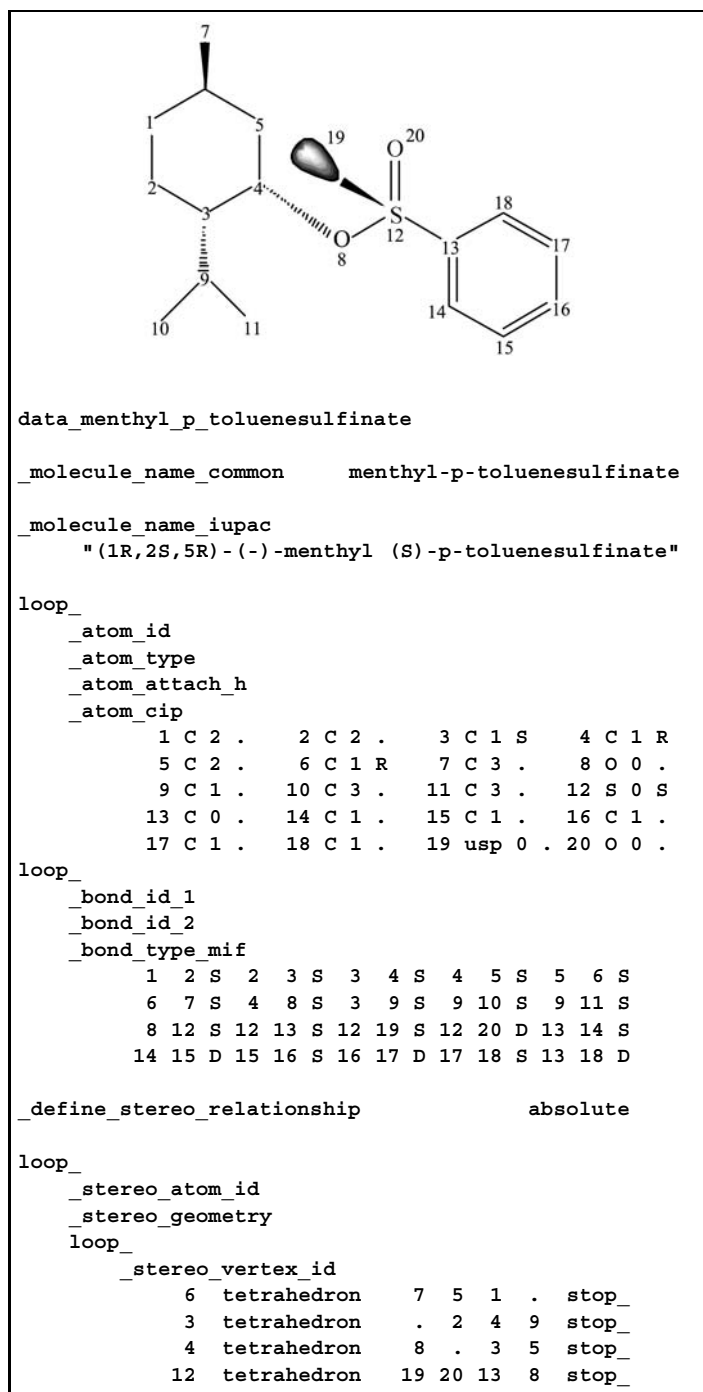 7
1
5
19
O 20
2
4
3
S
18
O
12
13
17
8
9
14
16
10
11
15
data_menthyl_p_toluenesulfinate
_molecule_name_common menthyl-p-toluenesulfinate
_molecule_name_iupac
"(1R,2S,5R)-(-)-menthyl (S)-p-toluenesulfinate"
loop_
_atom_id
_atom_type
_atom_attach_h
_atom_cip
1 C 2 . 2 C 2 . 3 C 1 S 4 C 1 R
5 C 2 . 6 C 1 R 7 C 3 . 8 O 0 .
9 C 1 . 10 C 3 . 11 C 3 . 12 S 0 S
13 C 0 . 14 C 1 . 15 C 1 . 16 C 1 .
17 C 1 . 18 C 1 . 19 usp 0 . 20 O 0 .
loop_
_bond_id_1
_bond_id_2
_bond_type_mif
1 2 S 2 3 S 3 4 S 4 5 S 5 6 S
6 7 S 4 8 S 3 9 S 9 10 S 9 11 S
8 12 S 12 13 S 12 19 S 12 20 D 13 14 S
14 15 D 15 16 S 16 17 D 17 18 S 13 18 D
_define_stereo_relationship absolute
loop_
_stereo_atom_id
_stereo_geometry
loop_
_stereo_vertex_id
6 tetrahedron 7 5 1 . stop_
3 tetrahedron . 2 4 9 stop_
4 tetrahedron 8 . 3 5 stop_
12 tetrahedron 19 20 13 8 stop_